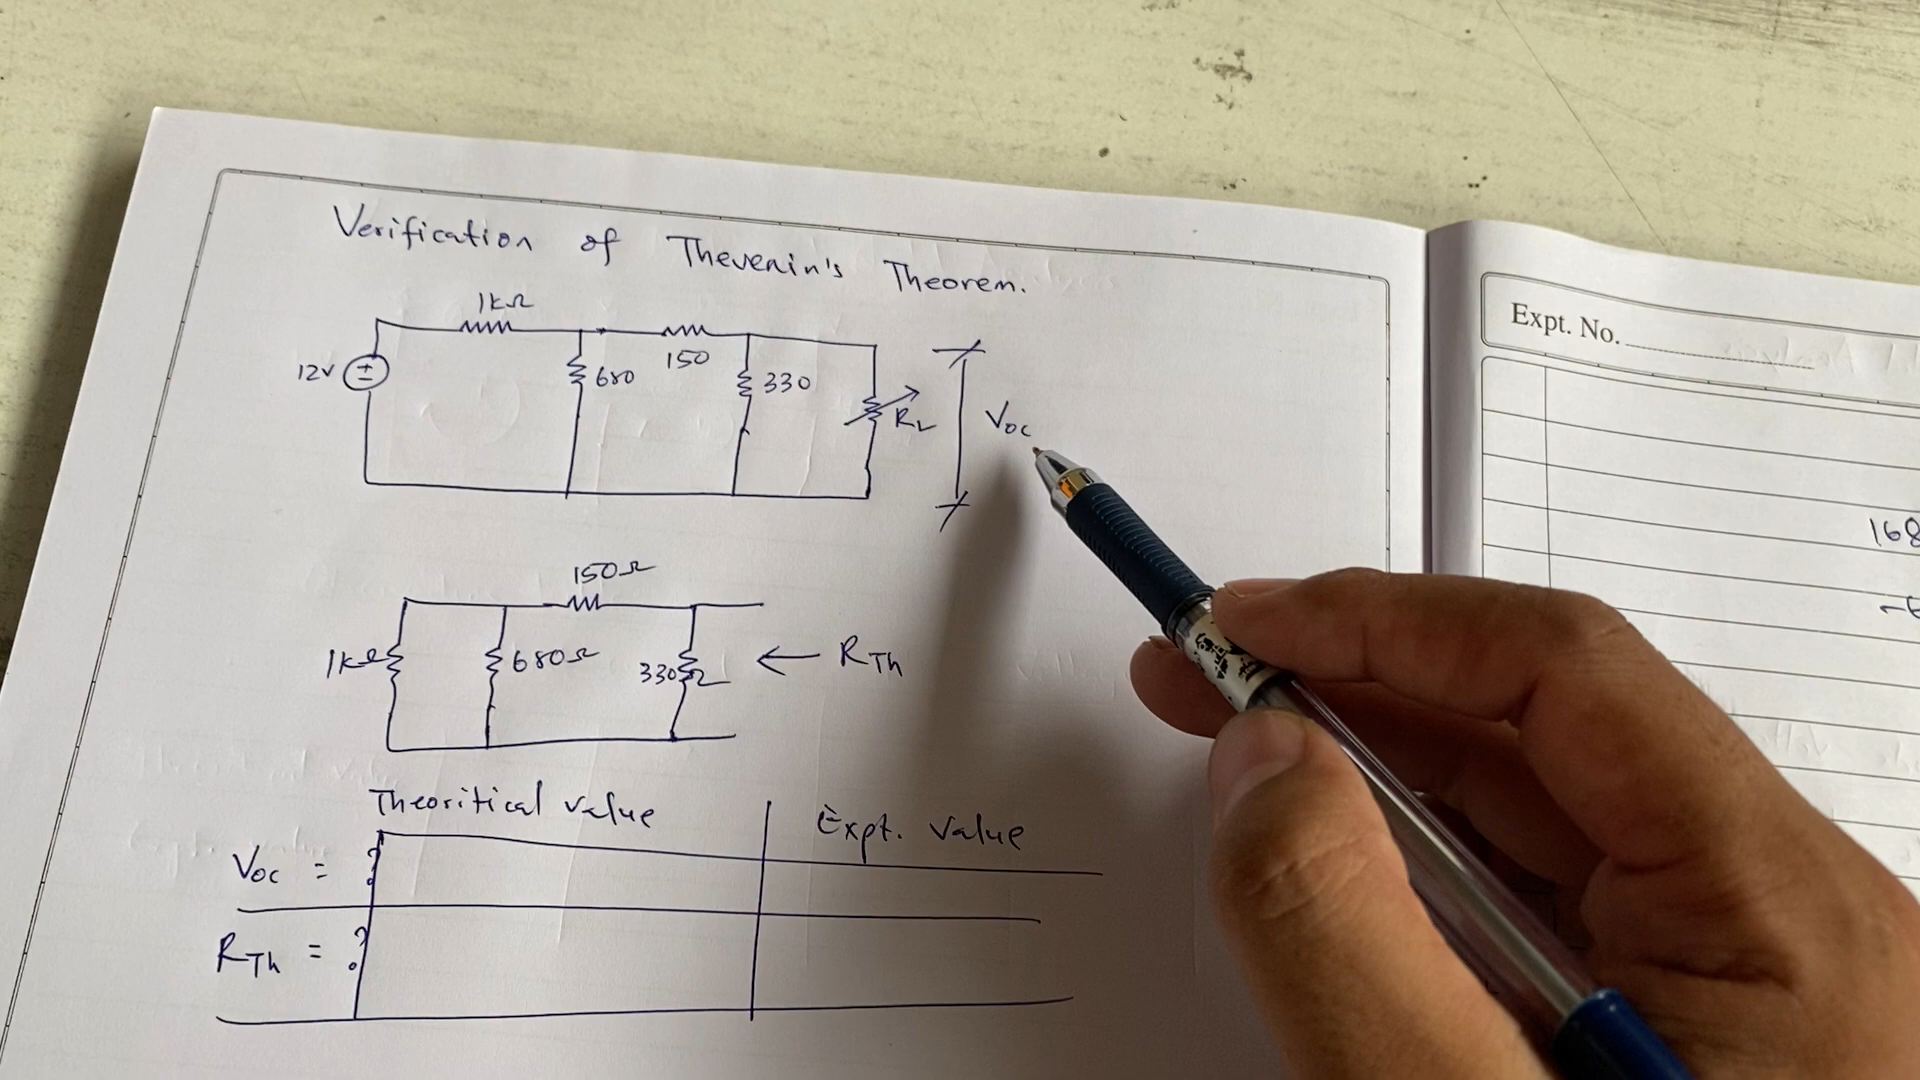 Verification of Thevenin's Theorem.
1kΩ
12V
680
150
330
RL
Voc
150Ω
1kΩ
680Ω
330Ω
← RTh
Theoritical value
Expt. Value
Voc = ?
RTh = ?
Expt. No.
168